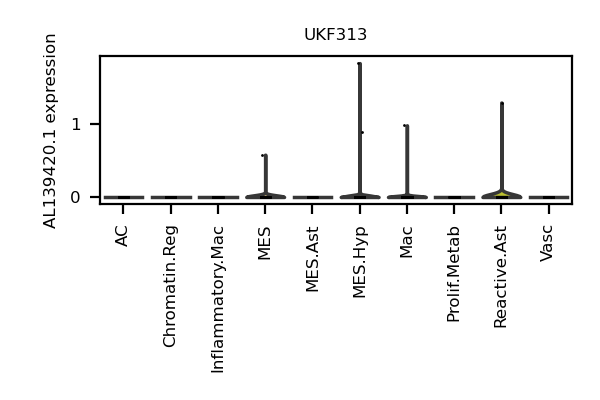 UKF313
AL139420.1 expression
1
0
AC
Chromatin.Reg
Inflammatory.Mac
MES
MES.Ast
MES.Hyp
Mac
Prolif.Metab
Reactive.Ast
Vasc